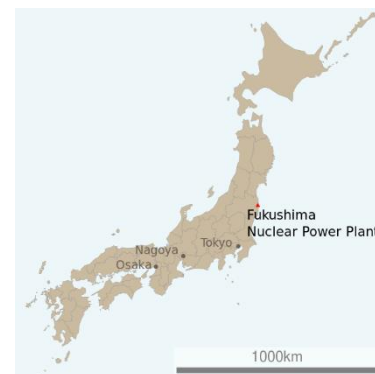 Fukushima
Nuclear Power Plant
Tokyo
Nagoya
Osaka
1000km